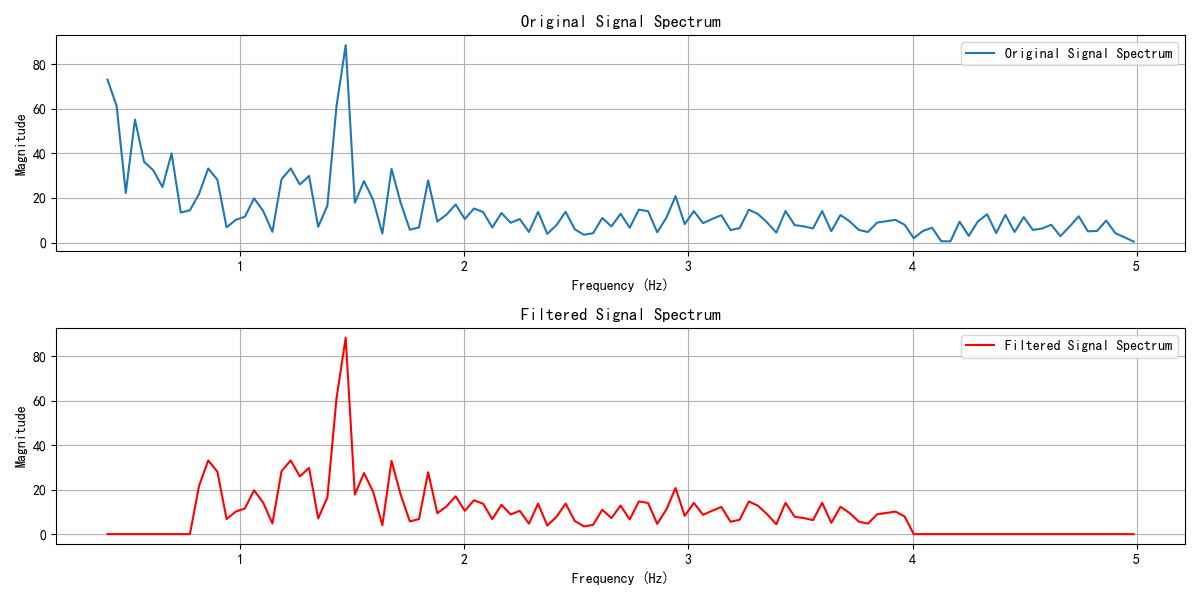 Original Signal Spectrum
Original Signal Spectrum
Magnitude
80
60
40
20
0
1 2 3 4 5
Frequency (Hz)
Filtered Signal Spectrum
Filtered Signal Spectrum
Magnitude
80
60
40
20
0
1 2 3 4 5
Frequency (Hz)